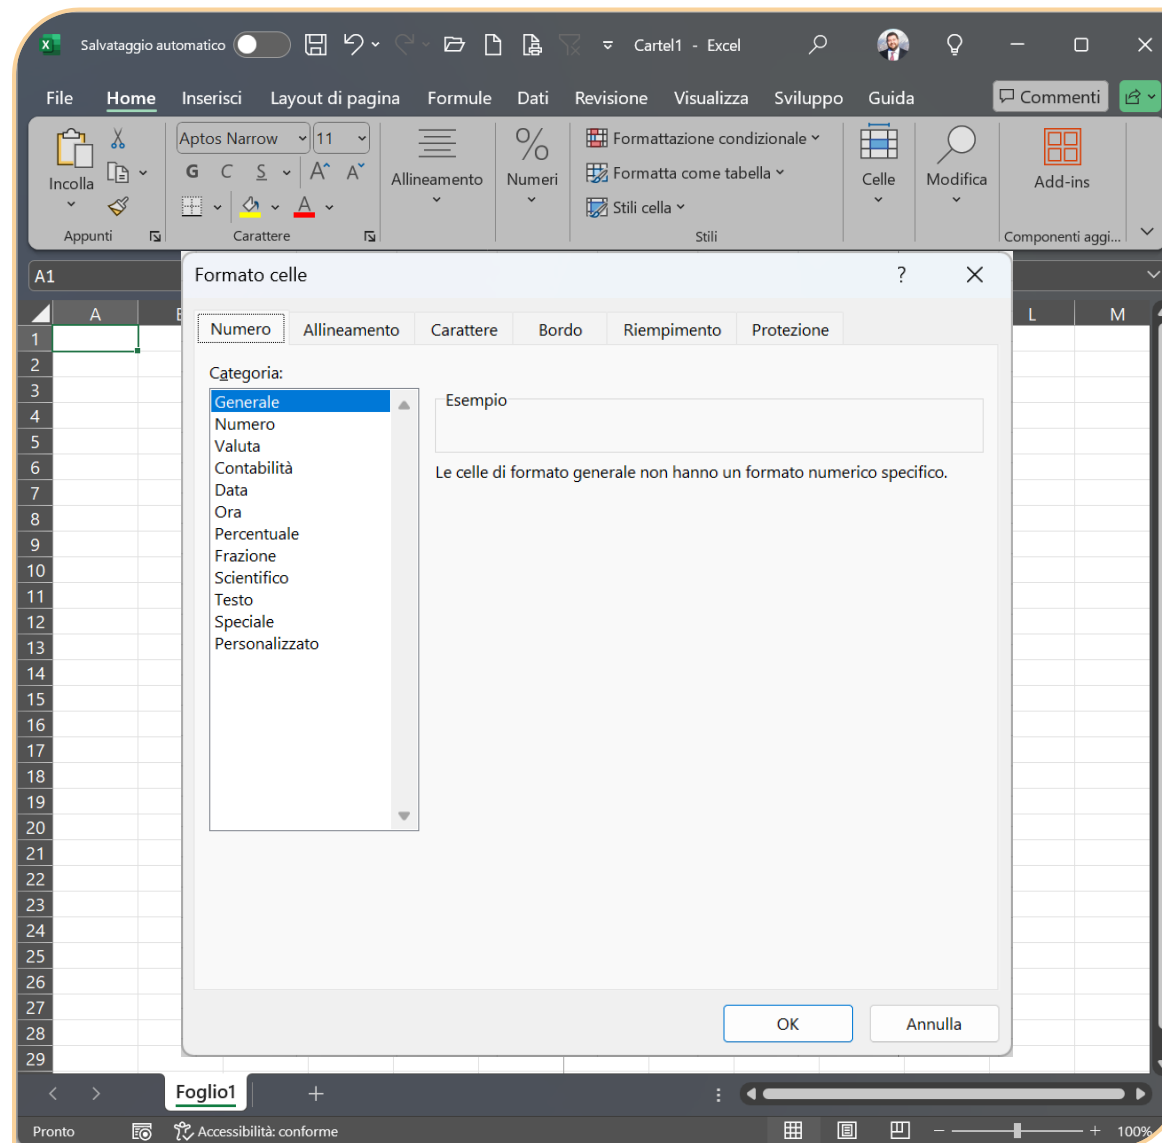 Salvataggio automatico Cartel1 - Excel
File Home Inserisci Layout di pagina Formule Dati Revisione Visualizza Sviluppo Guida Commenti
Incolla
Appunti
Aptos Narrow 11
G C S A A
A
Carattere
Allineamento
% Numeri
Formattazione condizionale
Formatta come tabella
Stili cella
Stili
Celle
Modifica
Add-ins
Componenti aggi...
A1
A L M
1
2
3
4
5
6
7
8
9
10
11
12
13
14
15
16
17
18
19
20
21
22
23
24
25
26
27
28
29
Formato celle ?
Numero Allineamento Carattere Bordo Riempimento Protezione
Categoria:
Generale
Numero
Valuta
Contabilità
Data
Ora
Percentuale
Frazione
Scientifico
Testo
Speciale
Personalizzato
Esempio
Le celle di formato generale non hanno un formato numerico specifico.
OK Annulla
Foglio1
Pronto Accessibilità: conforme 100%